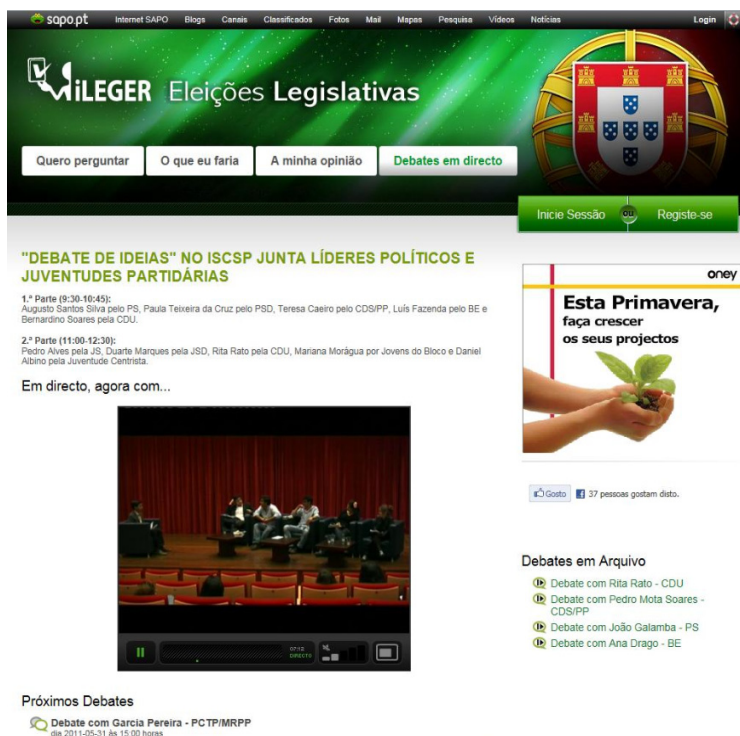 sapo.pt Internet SAPO Blogs Canais Classificados Fotos Mail Mapas Pesquisa Vídeos Notícias Login
iLEGER Eleições Legislativas
Quero perguntar O que eu faria A minha opinião Debates em directo
Inicie Sessão ou Registe-se
"DEBATE DE IDEIAS" NO ISCSP JUNTA LÍDERES POLÍTICOS E
JUVENTUDES PARTIDÁRIAS
1.ª Parte (9:30-10:45):
Augusto Santos Silva pelo PS, Paula Teixeira da Cruz pelo PSD, Teresa Caeiro pelo CDS/PP, Luís Fazenda pelo BE e
Bernardino Soares pela CDU.
2.ª Parte (11:00-12:30):
Pedro Alves pela JS, Duarte Marques pela JSD, Rita Rato pela CDU, Mariana Morágua por Jovens do Bloco e Daniel
Albino pela Juventude Centrista.
Em directo, agora com...
DIRECTO
Próximos Debates
Debate com Garcia Pereira - PCTP/MRPP
dia 2011-05-31 às 15:00 horas
oney
Esta Primavera,
faça crescer
os seus projectos
Gosto 37 pessoas gostam disto.
Debates em Arquivo
Debate com Rita Rato - CDU
Debate com Pedro Mota Soares -
CDS/PP
Debate com João Galamba - PS
Debate com Ana Drago - BE